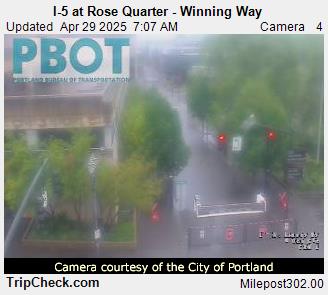 I-5 at Rose Quarter - Winning Way
Updated Apr 29 2025 7:07 AM Camera 4
PBOT
PORTLAND BUREAU OF TRANSPORTATION
Camera courtesy of the City of Portland
TripCheck.com Milepost302.00